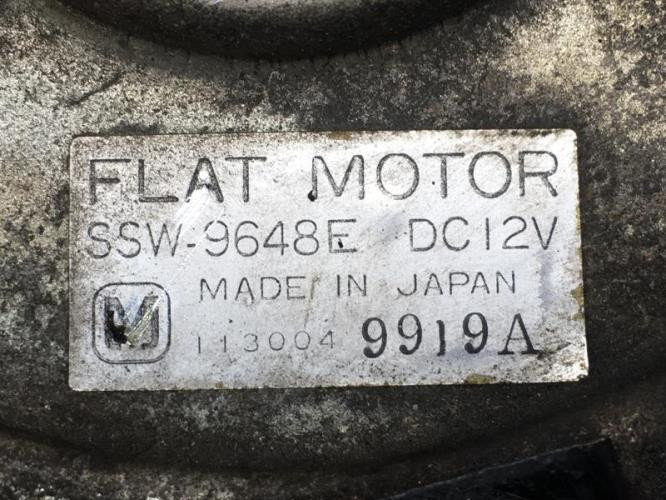 FLAT MOTOR
SSW-9648E DC12V
MADE IN JAPAN
M 113004 9919A